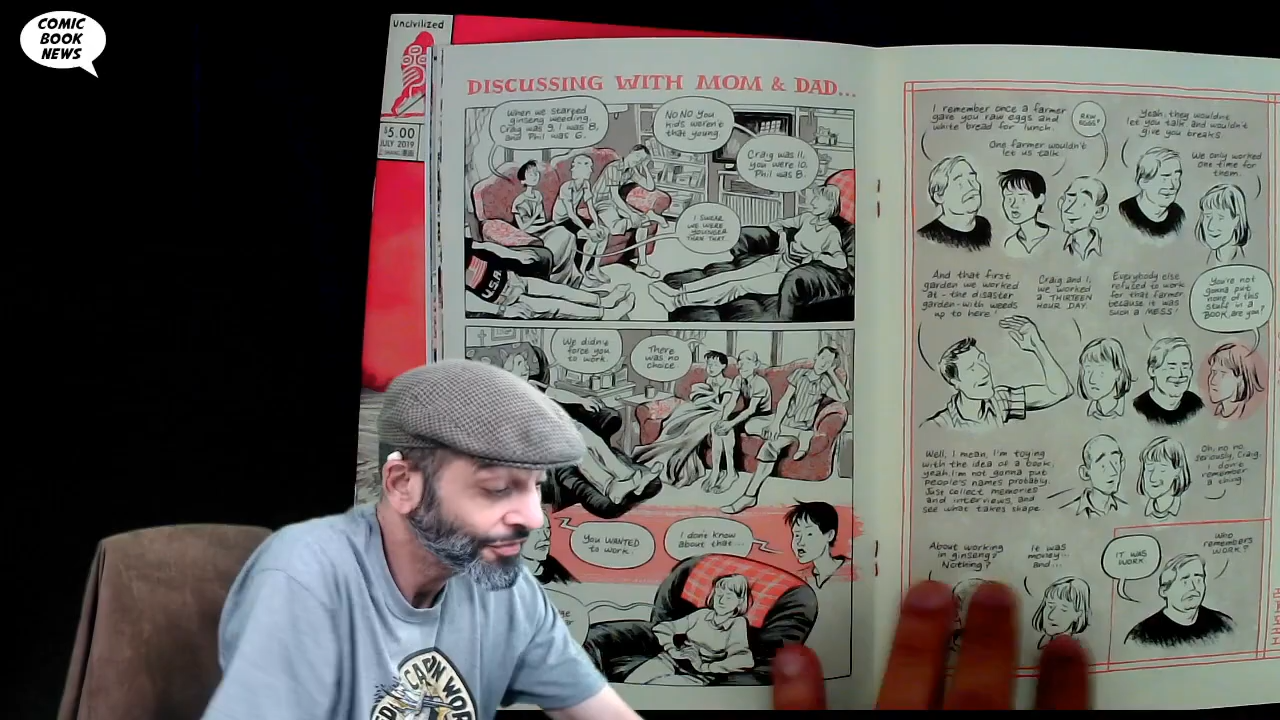 COMIC
BOOK
NEWS
uncivilized
$5.00
JULY 2019
DISCUSSING WITH MOM & DAD...
When we started
ginseng weeding,
Craig was 9, I was 8,
and Phil was 6.
No No You
kids weren't
that young.
Craig was 11,
you were 10,
Phil was 8.
I SWEAR
WE WERE
YOUNGER
THAN THAT.
U.S.A
We didn't
force you
to work.
There
was no
choice
You WANTED
to work.
I don't know
about that...
I remember once a farmer
gave you raw eggs and
white bread for lunch.
RAW
EGGS?
One farmer wouldn't
let us talk.
Yeah, they wouldn't
let you talk and wouldn't
give you breaks.
We only worked
one time for
them.
And that first
garden we worked
at - the disaster
garden - with weeds
up to here!
Craig and I,
we worked
a THIRTEEN
HOUR DAY.
Everybody else
refused to work
for that farmer
because it was
such a MESS!
You're not
gonna put
none of this
stuff in a
BOOK, are you?
Well, I mean, I'm toying
with the idea of a book,
yeah. I'm not gonna put
people's names probably.
Just collect memories
and interviews, and
see what takes shape.
Oh, no no,
seriously, Craig.
I don't
remember
a thing.
About working
in ginseng?
Nothing?
It was
money...
and...
IT WAS
WORK
Who
remembers
WORK?